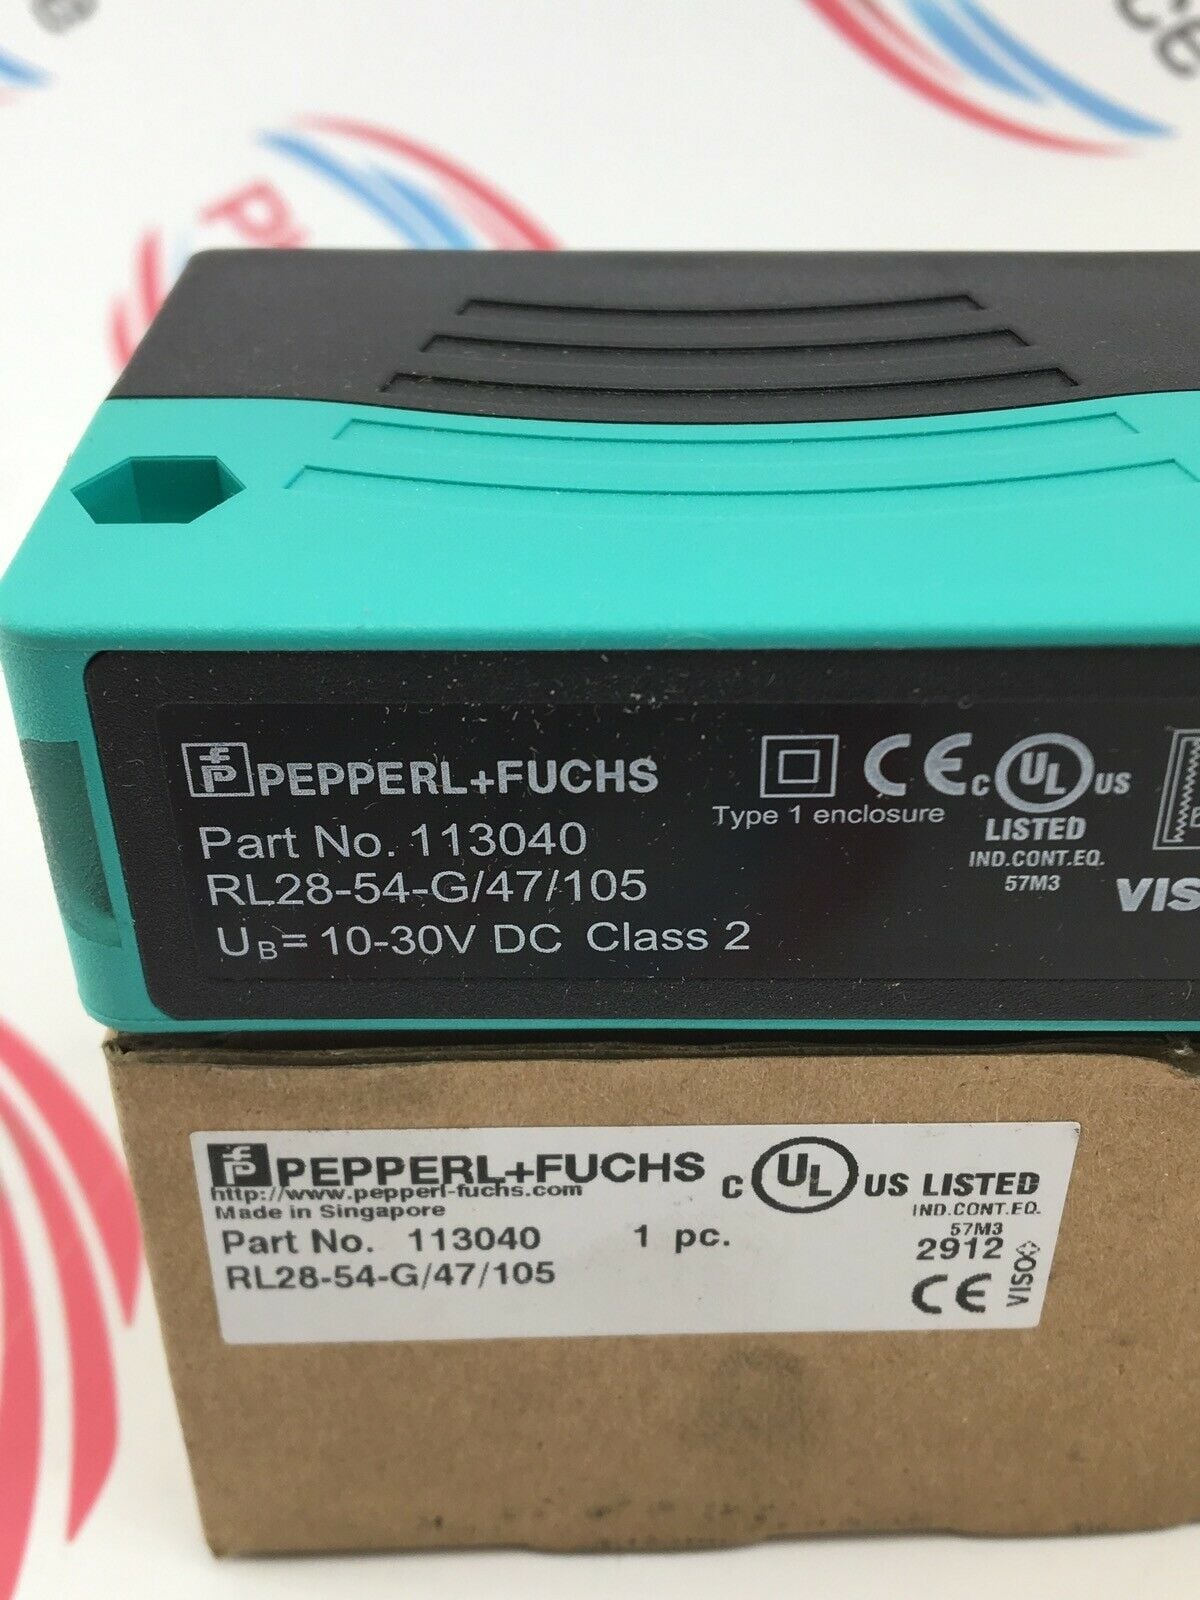 PEPPERL+FUCHS
Part No. 113040
RL28-54-G/47/105
UB= 10-30V DC Class 2
Type 1 enclosure
CE
C UL US
LISTED
IND.CONT.EQ.
57M3
VIS
PEPPERL+FUCHS
http://www.pepperl-fuchs.com
Made in Singapore
Part No. 113040 1 pc.
RL28-54-G/47/105
C UL US LISTED
IND.CONT.EQ.
57M3
2912
CE
VISO